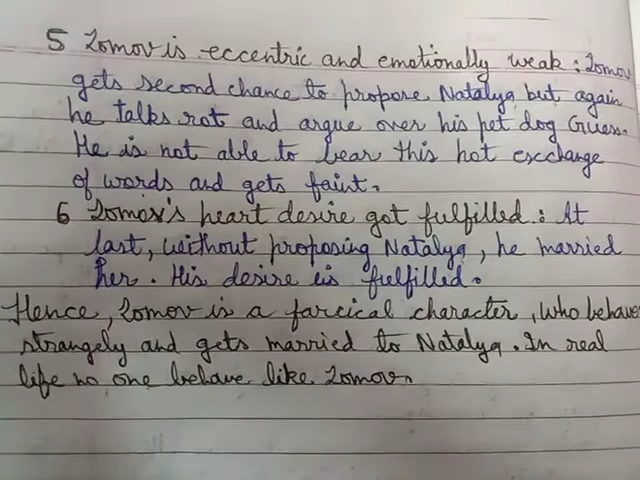 5 Lomov is eccentric and emotionally weak : Lomov
gets second chance to propose Natalya but again
he talks rot and argue over his pet dog Guess.
He is not able to bear this hot exchange
of words and gets faint.
6 Lomov's heart desire got fulfilled : At
last, without proposing Natalya, he married
her. His desire is fulfilled.
Hence, Lomov is a farcical character, who behave
strangely and gets married to Natalya. In real
life no one behave like Lomov.